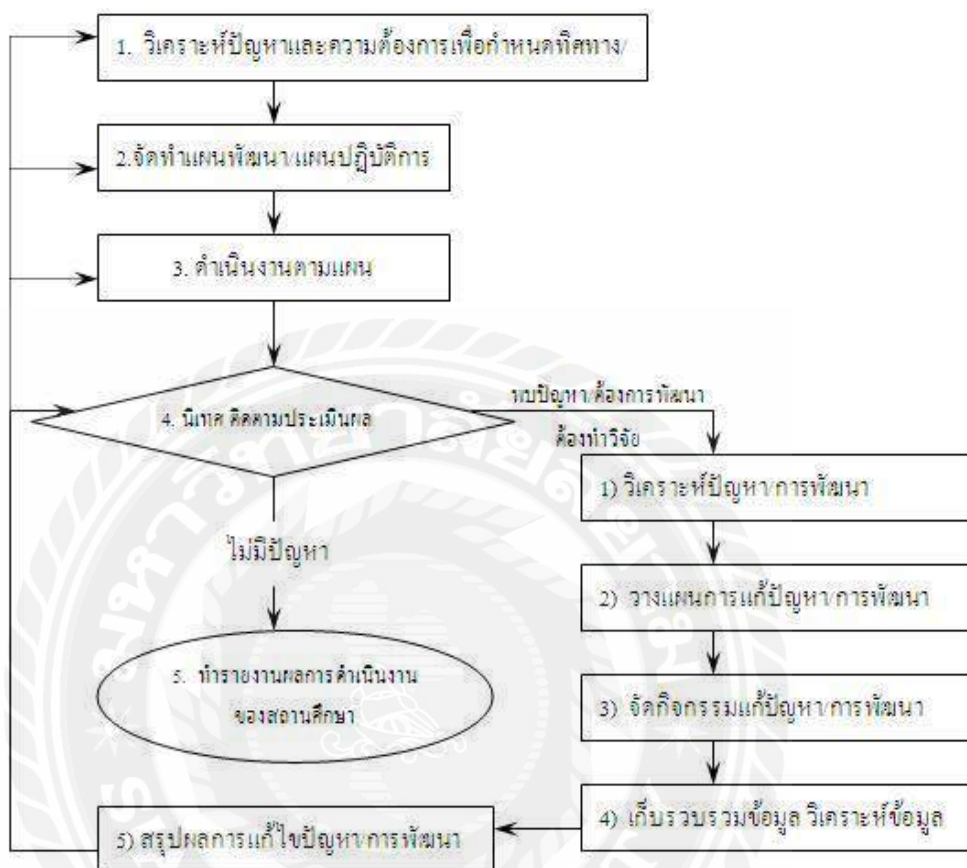 1. วิเคราะห์ปัญหาและความต้องการเพื่อกำหนดทิศทาง/
2.จัดทำแผนพัฒนา/แผนปฏิบัติการ
3. ดำเนินงานตามแผน
4. นิเทศ ติดตามประเมินผล
พบปัญหา/ต้องการพัฒนา
ต้องทำวิจัย
1) วิเคราะห์ปัญหา/การพัฒนา
ไม่มีปัญหา
2) วางแผนการแก้ปัญหา/การพัฒนา
5. ทำรายงานผลการดำเนินงาน
ของสถานศึกษา
3) จัดกิจกรรมแก้ปัญหา/การพัฒนา
4) เก็บรวบรวมข้อมูล วิเคราะห์ข้อมูล
5) สรุปผลการแก้ไขปัญหา/การพัฒนา
มหาวิทยาลัยสยาม